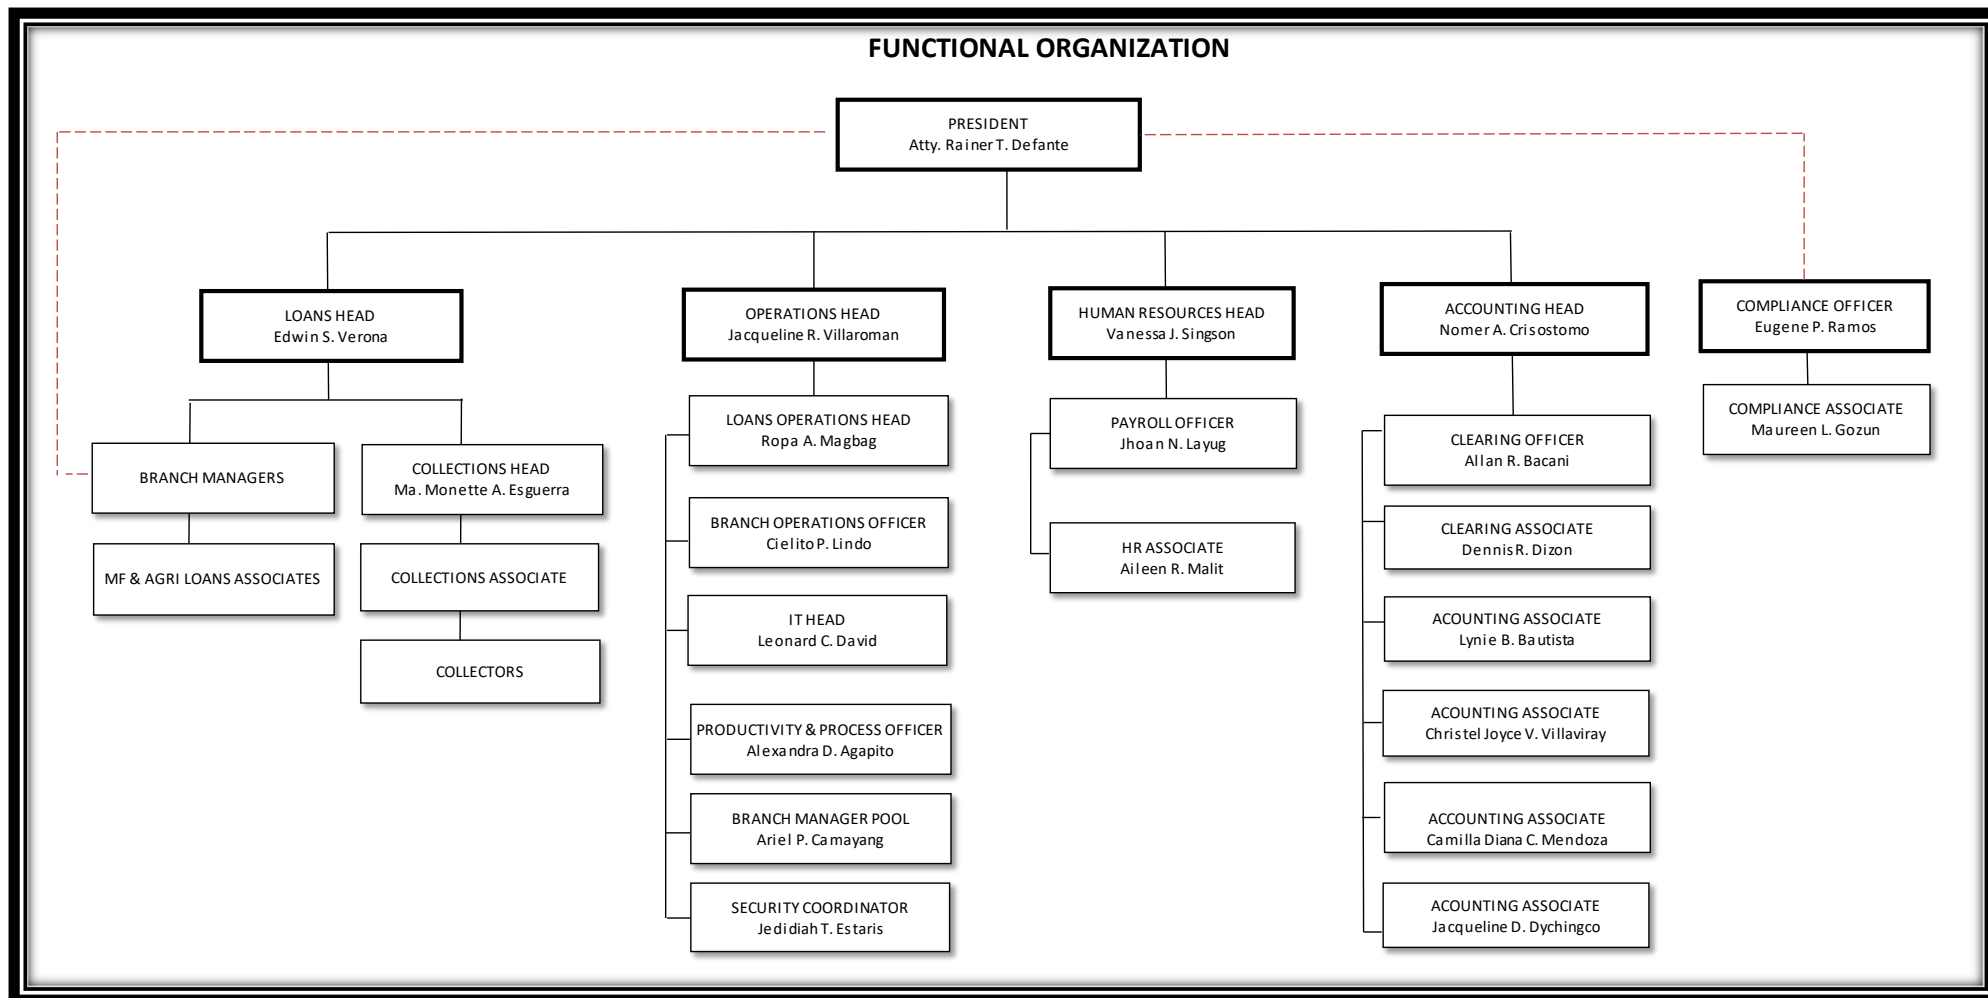 FUNCTIONAL ORGANIZATION
PRESIDENT
Atty. Rainer T. Defante
LOANS HEAD
Edwin S. Verona
BRANCH MANAGERS
MF & AGRI LOANS ASSOCIATES
COLLECTIONS HEAD
Ma. Monette A. Esguerra
COLLECTIONS ASSOCIATE
COLLECTORS
OPERATIONS HEAD
Jacqueline R. Villaroman
LOANS OPERATIONS HEAD
Ropa A. Magbag
BRANCH OPERATIONS OFFICER
Cielito P. Lindo
IT HEAD
Leonard C. David
PRODUCTIVITY & PROCESS OFFICER
Alexandra D. Agapito
BRANCH MANAGER POOL
Ariel P. Camayang
SECURITY COORDINATOR
Jedidiah T. Estaris
HUMAN RESOURCES HEAD
Vanessa J. Singson
PAYROLL OFFICER
Jhoan N. Layug
HR ASSOCIATE
Aileen R. Malit
ACCOUNTING HEAD
Nomer A. Crisostomo
CLEARING OFFICER
Allan R. Bacani
CLEARING ASSOCIATE
Dennis R. Dizon
ACOUNTING ASSOCIATE
Lynie B. Bautista
ACOUNTING ASSOCIATE
Christel Joyce V. Villaviray
ACCOUNTING ASSOCIATE
Camilla Diana C. Mendoza
ACOUNTING ASSOCIATE
Jacqueline D. Dychingco
COMPLIANCE OFFICER
Eugene P. Ramos
COMPLIANCE ASSOCIATE
Maureen L. Gozun